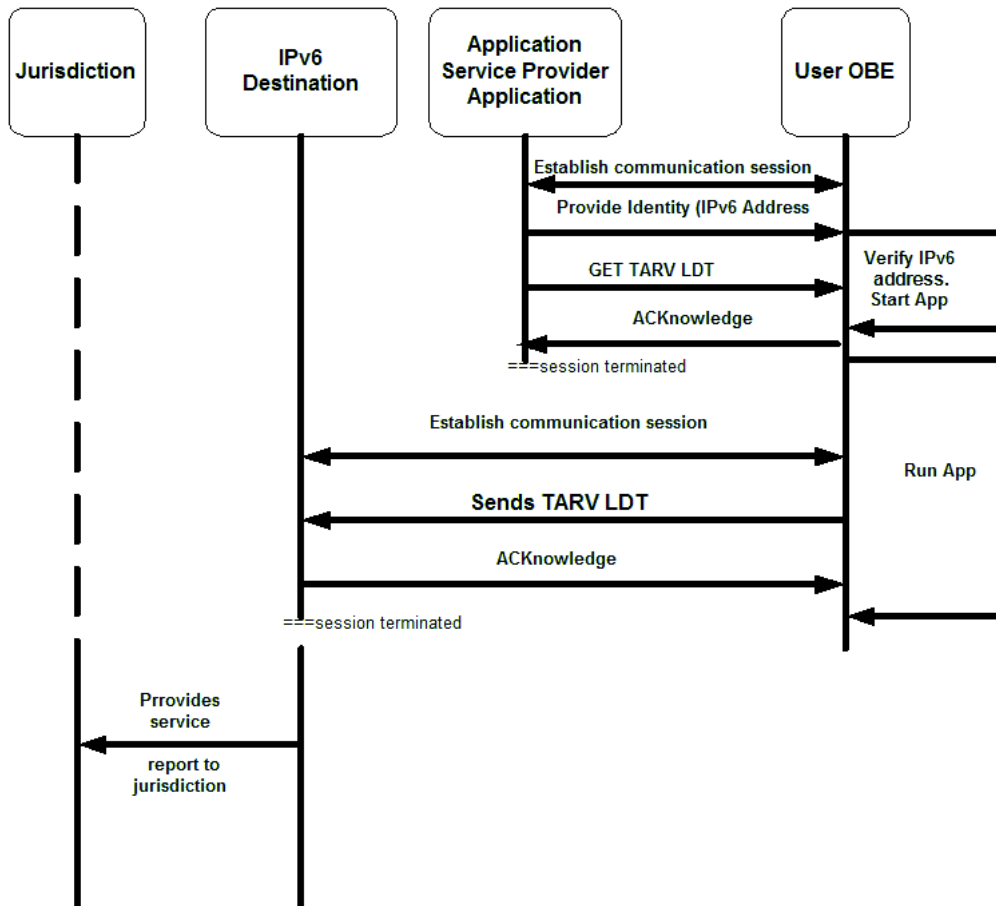 Jurisdiction
IPv6
Destination
Application
Service Provider
Application
User OBE
Establish communication session
Provide Identity (IPv6 Address
Verify IPv6
address.
Start App
GET TARV LDT
ACKnowledge
===session terminated
Establish communication session
Run App
Sends TARV LDT
ACKnowledge
===session terminated
Prrovides
service
report to
jurisdiction